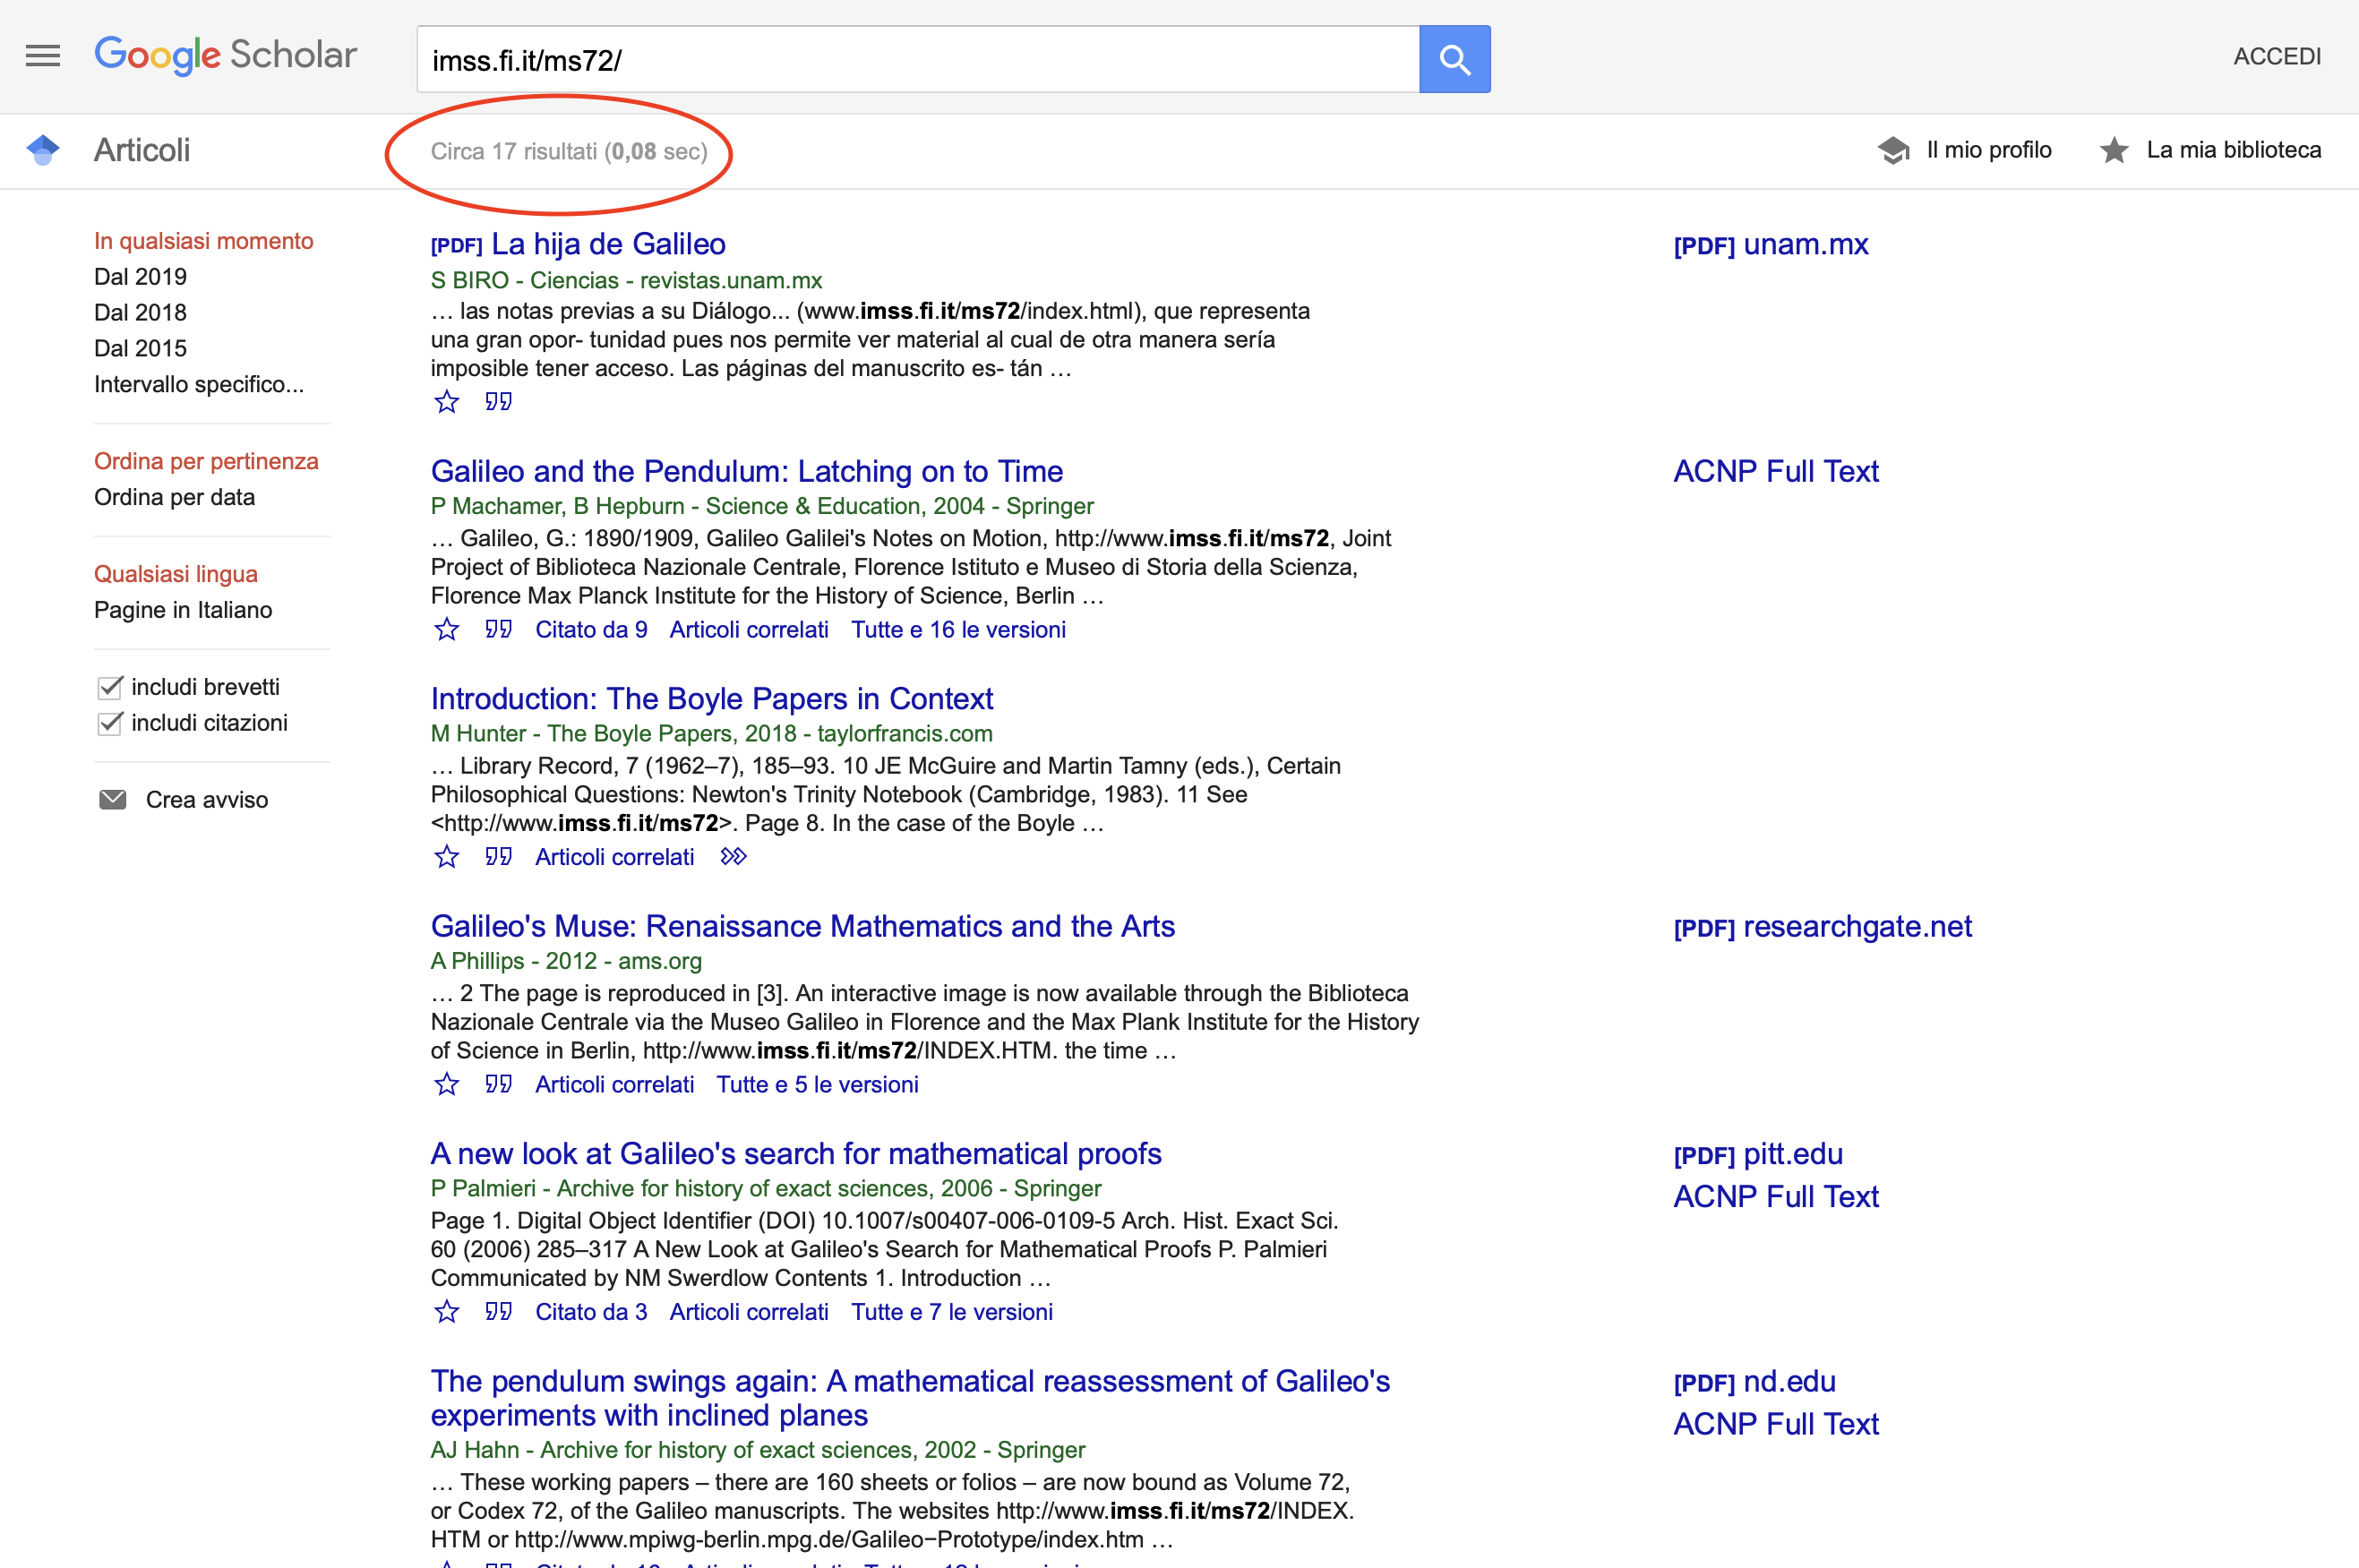 Google Scholar
imss.fi.it/ms72/
ACCEDI
Articoli
Circa 17 risultati (0,08 sec)
Il mio profilo
La mia biblioteca
In qualsiasi momento
Dal 2019
Dal 2018
Dal 2015
Intervallo specifico...
Ordina per pertinenza
Ordina per data
Qualsiasi lingua
Pagine in Italiano
includi brevetti
includi citazioni
Crea avviso
[PDF] La hija de Galileo
S BIRO - Ciencias - revistas.unam.mx
… las notas previas a su Diálogo... (www.imss.fi.it/ms72/index.html), que representa
una gran opor- tunidad pues nos permite ver material al cual de otra manera sería
imposible tener acceso. Las páginas del manuscrito es- tán …
[PDF] unam.mx
Galileo and the Pendulum: Latching on to Time
P Machamer, B Hepburn - Science & Education, 2004 - Springer
… Galileo, G.: 1890/1909, Galileo Galilei's Notes on Motion, http://www.imss.fi.it/ms72, Joint
Project of Biblioteca Nazionale Centrale, Florence Istituto e Museo di Storia della Scienza,
Florence Max Planck Institute for the History of Science, Berlin …
Citato da 9 Articoli correlati Tutte e 16 le versioni
ACNP Full Text
Introduction: The Boyle Papers in Context
M Hunter - The Boyle Papers, 2018 - taylorfrancis.com
… Library Record, 7 (1962–7), 185–93. 10 JE McGuire and Martin Tamny (eds.), Certain
Philosophical Questions: Newton's Trinity Notebook (Cambridge, 1983). 11 See
<http://www.imss.fi.it/ms72>. Page 8. In the case of the Boyle …
Articoli correlati
Galileo's Muse: Renaissance Mathematics and the Arts
A Phillips - 2012 - ams.org
… 2 The page is reproduced in [3]. An interactive image is now available through the Biblioteca
Nazionale Centrale via the Museo Galileo in Florence and the Max Plank Institute for the History
of Science in Berlin, http://www.imss.fi.it/ms72/INDEX.HTM. the time …
Articoli correlati Tutte e 5 le versioni
[PDF] researchgate.net
A new look at Galileo's search for mathematical proofs
P Palmieri - Archive for history of exact sciences, 2006 - Springer
Page 1. Digital Object Identifier (DOI) 10.1007/s00407-006-0109-5 Arch. Hist. Exact Sci.
60 (2006) 285–317 A New Look at Galileo's Search for Mathematical Proofs P. Palmieri
Communicated by NM Swerdlow Contents 1. Introduction …
Citato da 3 Articoli correlati Tutte e 7 le versioni
[PDF] pitt.edu
ACNP Full Text
The pendulum swings again: A mathematical reassessment of Galileo's
experiments with inclined planes
AJ Hahn - Archive for history of exact sciences, 2002 - Springer
… These working papers – there are 160 sheets or folios – are now bound as Volume 72,
or Codex 72, of the Galileo manuscripts. The websites http://www.imss.fi.it/ms72/INDEX.
HTM or http://www.mpiwg-berlin.mpg.de/Galileo−Prototype/index.htm …
[PDF] nd.edu
ACNP Full Text